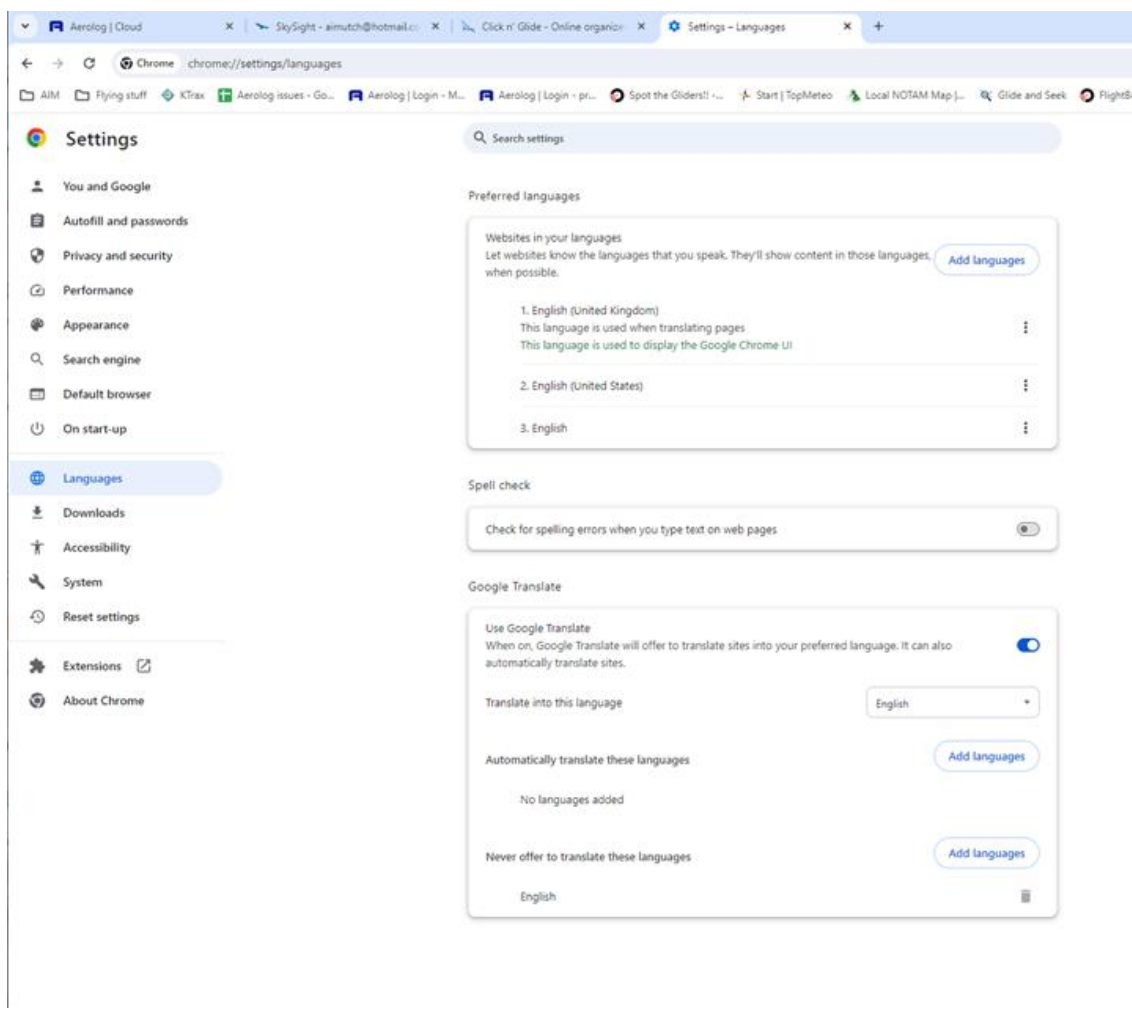 Aerolog | Cloud
SkySight - aimutch@hotmail.c
Click n' Glide - Online organize
Settings – Languages
Chrome
chrome://settings/languages
AIM
Flying stuff
KTrax
Aerolog issues - Go...
Aerolog | Login - M...
Aerolog | Login - pr...
Spot the Gliders!! -...
Start | TopMeteo
Local NOTAM Map |...
Glide and Seek
Settings
Search settings
You and Google
Autofill and passwords
Privacy and security
Performance
Appearance
Search engine
Default browser
On start-up
Languages
Downloads
Accessibility
System
Reset settings
Extensions
About Chrome
Preferred languages
Websites in your languages
Let websites know the languages that you speak. They'll show content in those languages,
when possible.
Add languages
1. English (United Kingdom)
This language is used when translating pages
This language is used to display the Google Chrome UI
2. English (United States)
3. English
Spell check
Check for spelling errors when you type text on web pages
Google Translate
Use Google Translate
When on, Google Translate will offer to translate sites into your preferred language. It can also
automatically translate sites.
Translate into this language
English
Automatically translate these languages
Add languages
No languages added
Never offer to translate these languages
Add languages
English